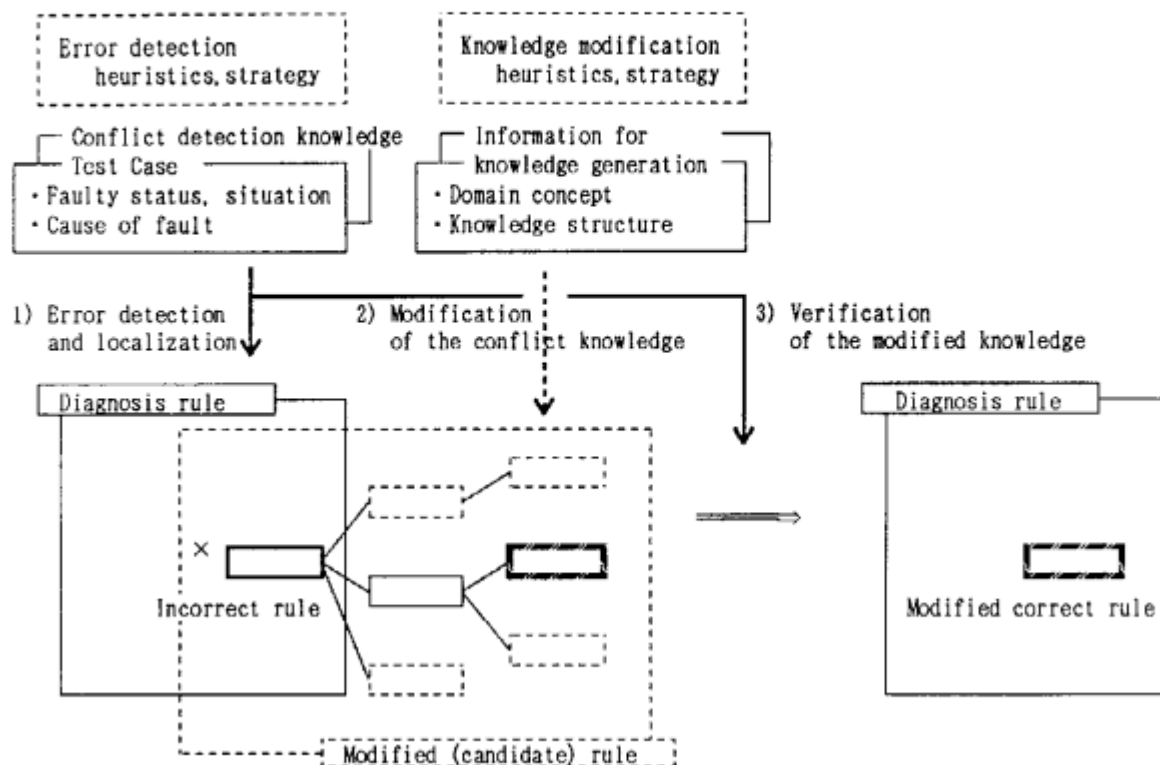 Error detection
heuristics, strategy
Knowledge modification
heuristics, strategy
Conflict detection knowledge
Test Case
・Faulty status, situation
・Cause of fault
Information for
knowledge generation
・Domain concept
・Knowledge structure
1) Error detection
and localization
2) Modification
of the conflict knowledge
3) Verification
of the modified knowledge
Diagnosis rule
Diagnosis rule
×
Incorrect rule
Modified correct rule
Modified (candidate) rule